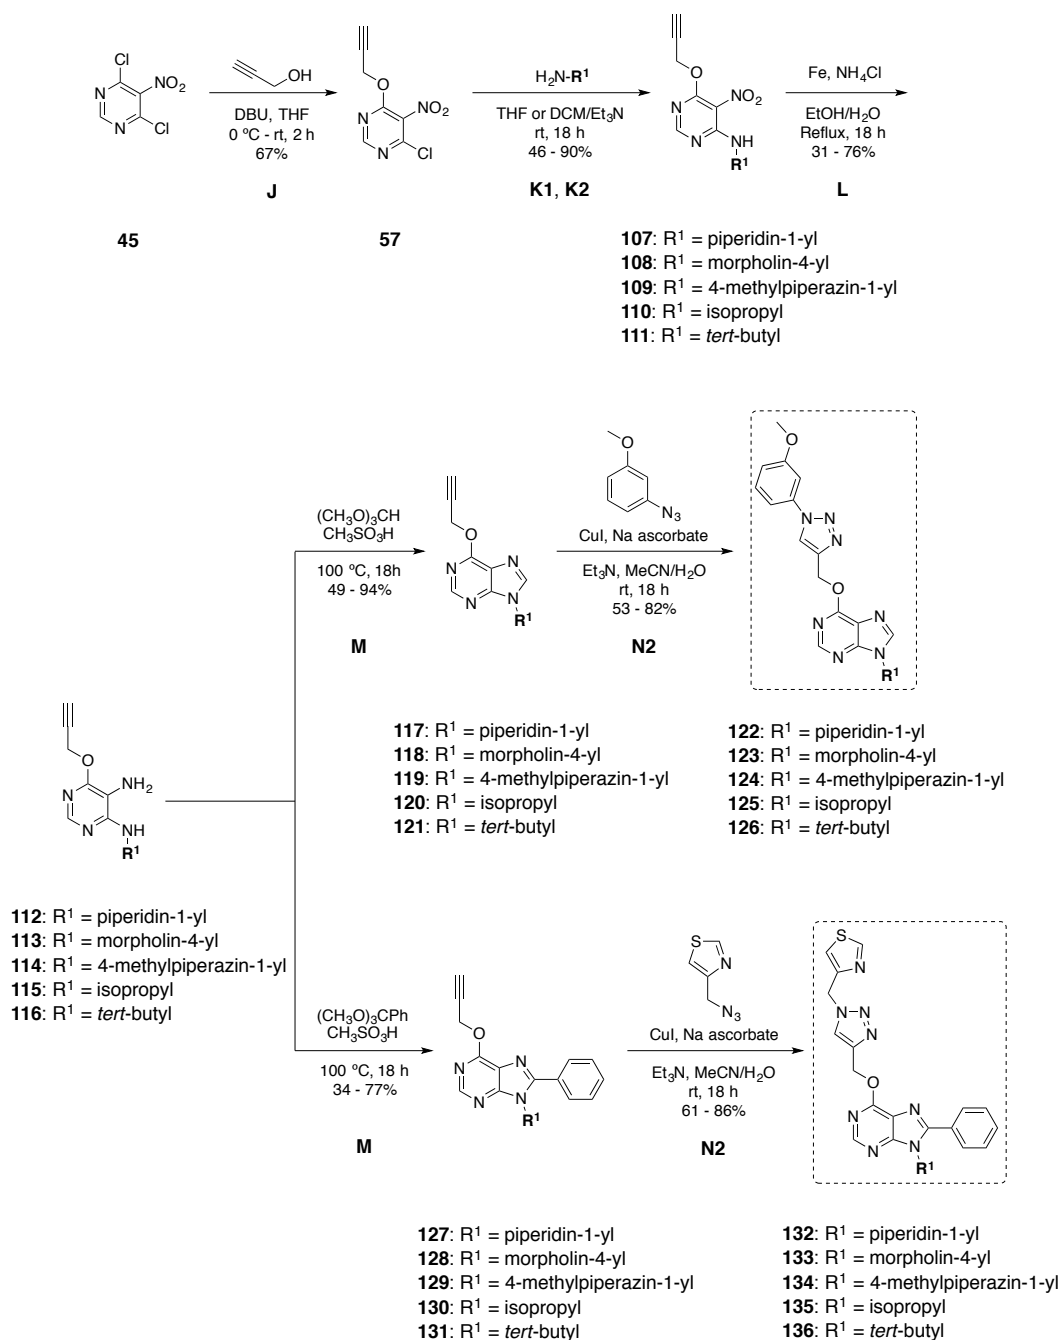 Cl
N
NO2
N
Cl
OH
DBU, THF
0 ºC - rt, 2 h
67%
J
45
O
N
NO2
N
Cl
57
H2N-R1
THF or DCM/Et3N
rt, 18 h
46 - 90%
K1, K2
O
N
NO2
N
NH
R1
Fe, NH4Cl
EtOH/H2O
Reflux, 18 h
31 - 76%
L
107: R1 = piperidin-1-yl
108: R1 = morpholin-4-yl
109: R1 = 4-methylpiperazin-1-yl
110: R1 = isopropyl
111: R1 = tert-butyl
O
N
NH2
N
NH
R1
112: R1 = piperidin-1-yl
113: R1 = morpholin-4-yl
114: R1 = 4-methylpiperazin-1-yl
115: R1 = isopropyl
116: R1 = tert-butyl
(CH3O)3CH
CH3SO3H
100 ºC, 18h
49 - 94%
M
O
N
N
N
N
R1
117: R1 = piperidin-1-yl
118: R1 = morpholin-4-yl
119: R1 = 4-methylpiperazin-1-yl
120: R1 = isopropyl
121: R1 = tert-butyl
O
N3
CuI, Na ascorbate
Et3N, MeCN/H2O
rt, 18 h
53 - 82%
N2
O
N
N
N
O
N
N
N
N
R1
122: R1 = piperidin-1-yl
123: R1 = morpholin-4-yl
124: R1 = 4-methylpiperazin-1-yl
125: R1 = isopropyl
126: R1 = tert-butyl
(CH3O)3CPh
CH3SO3H
100 ºC, 18 h
34 - 77%
M
O
N
N
N
N
R1
127: R1 = piperidin-1-yl
128: R1 = morpholin-4-yl
129: R1 = 4-methylpiperazin-1-yl
130: R1 = isopropyl
131: R1 = tert-butyl
S
N
N3
CuI, Na ascorbate
Et3N, MeCN/H2O
rt, 18 h
61 - 86%
N2
S
N
N
N
N
O
N
N
N
N
R1
132: R1 = piperidin-1-yl
133: R1 = morpholin-4-yl
134: R1 = 4-methylpiperazin-1-yl
135: R1 = isopropyl
136: R1 = tert-butyl